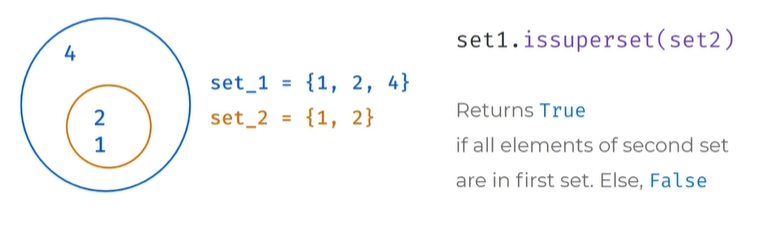 4
2
1
set_1 = {1, 2, 4}
set_2 = {1, 2}
set1.issuperset(set2)
Returns True
if all elements of second set
are in first set. Else, False